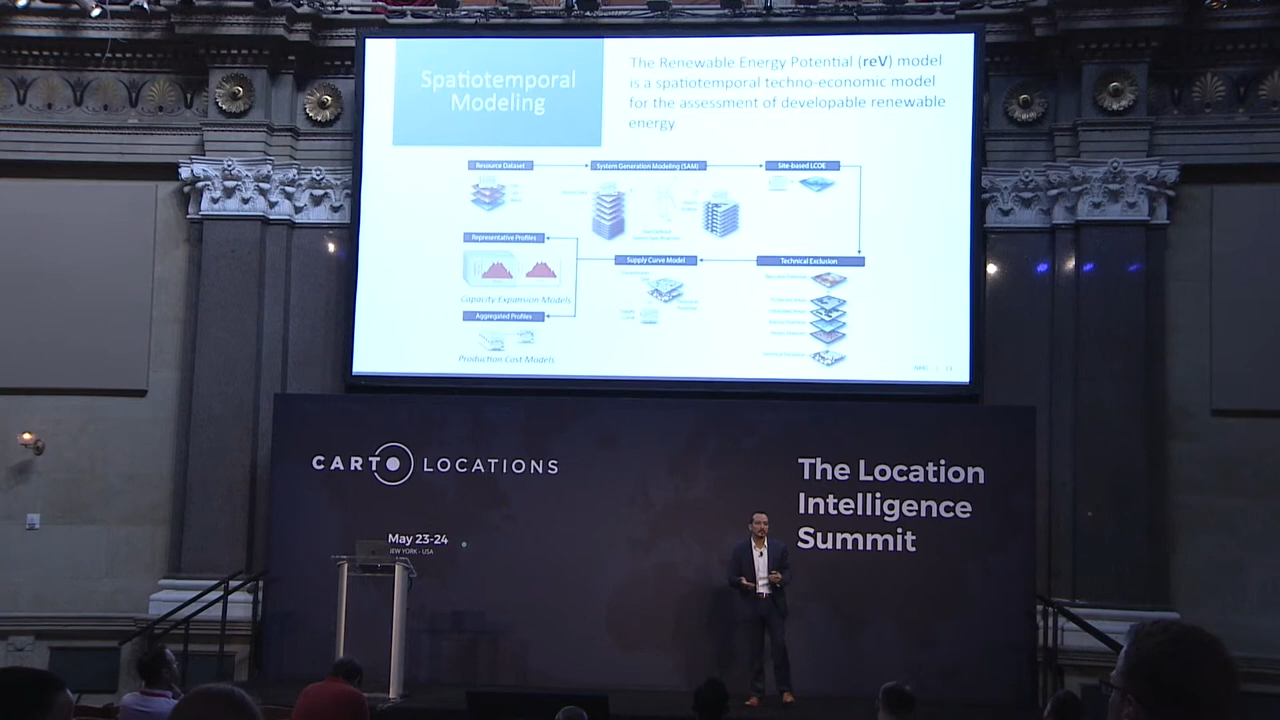 Spatiotemporal
Modeling
The Renewable Energy Potential (reV) model
is a spatiotemporal techno-economic model
for the assessment of developable renewable
energy
Resource Dataset
System Generation Modeling (SAM)
Site-based LCOE
Representative Profiles
Supply Curve Model
Technical Exclusion
Capacity Expansion Models
Aggregated Profiles
Production Cost Models
NREL
CARTO LOCATIONS
May 23-24
NEW YORK - USA
The Location
Intelligence
Summit